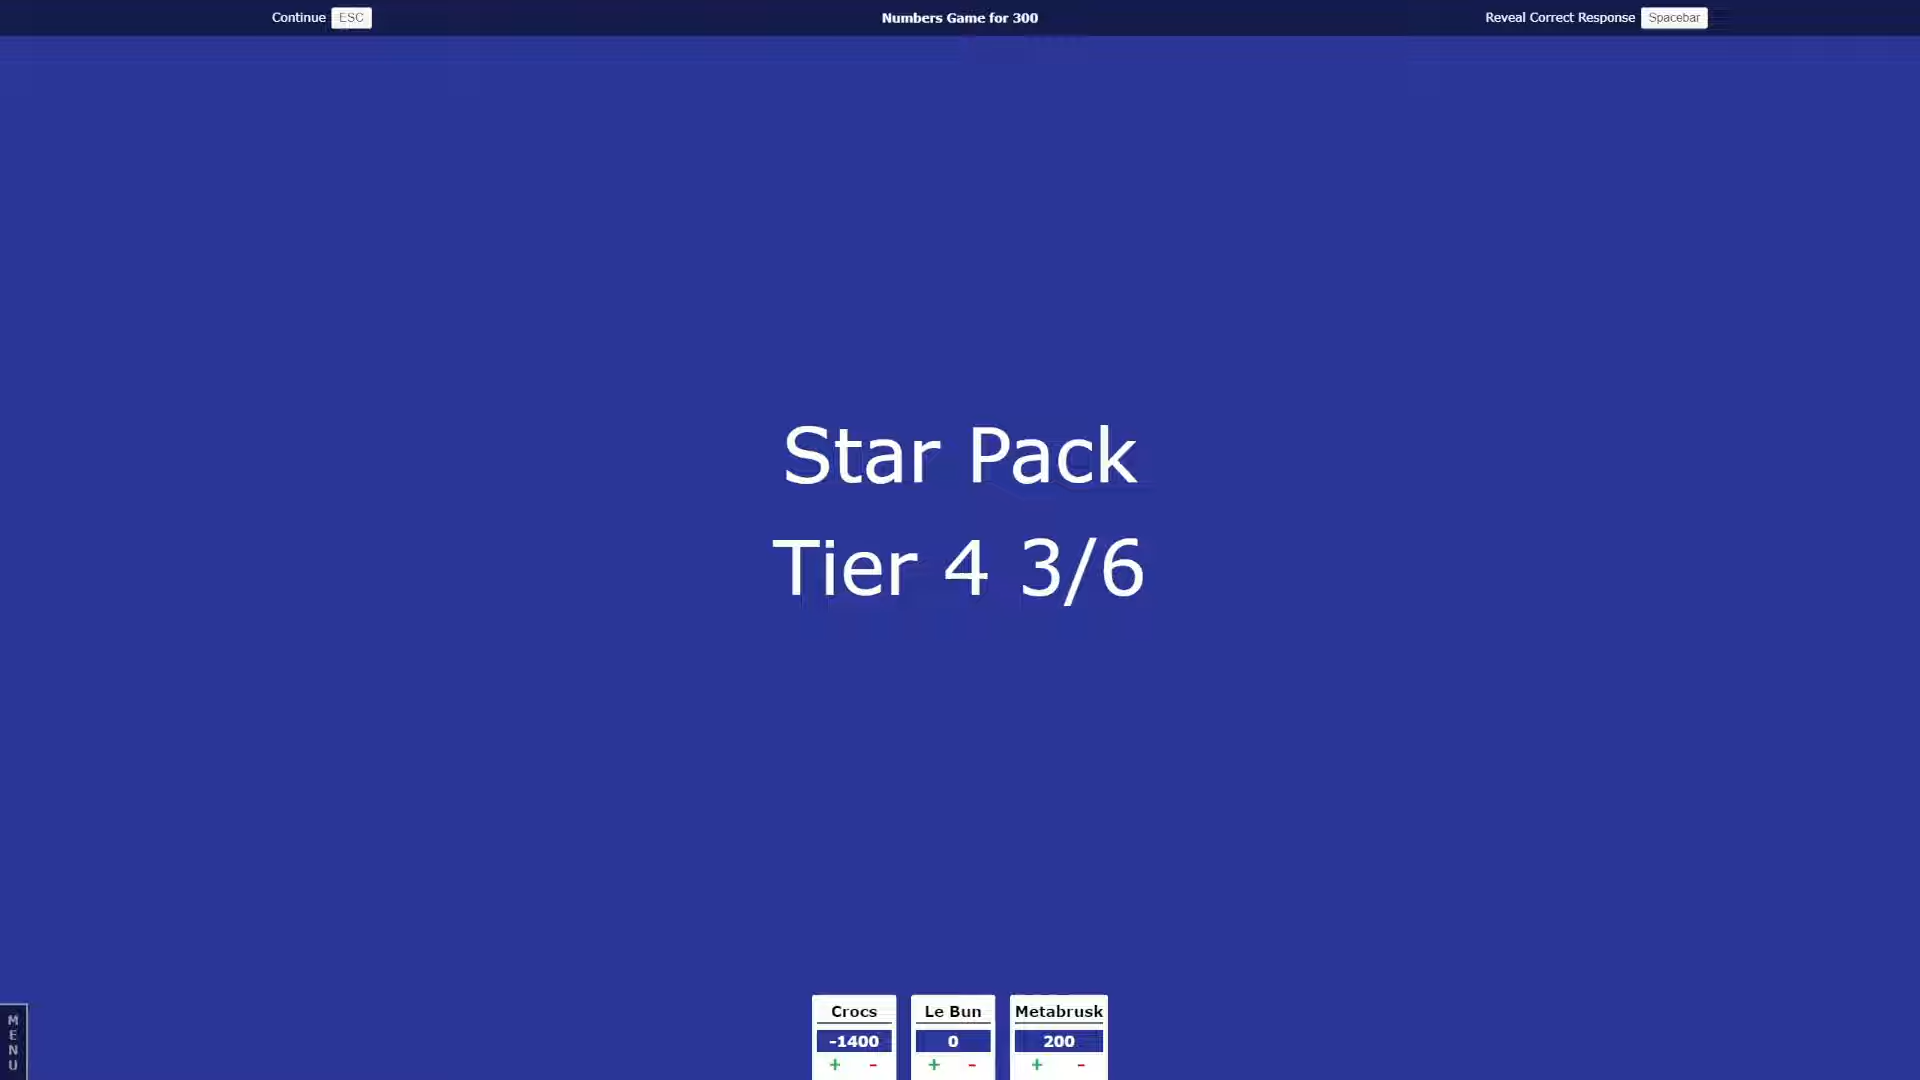 Continue ESC
Numbers Game for 300
Reveal Correct Response Spacebar
Star Pack
Tier 4 3/6
MENU
Crocs
-1400
+ -
Le Bun
0
+ -
Metabrusk
200
+ -